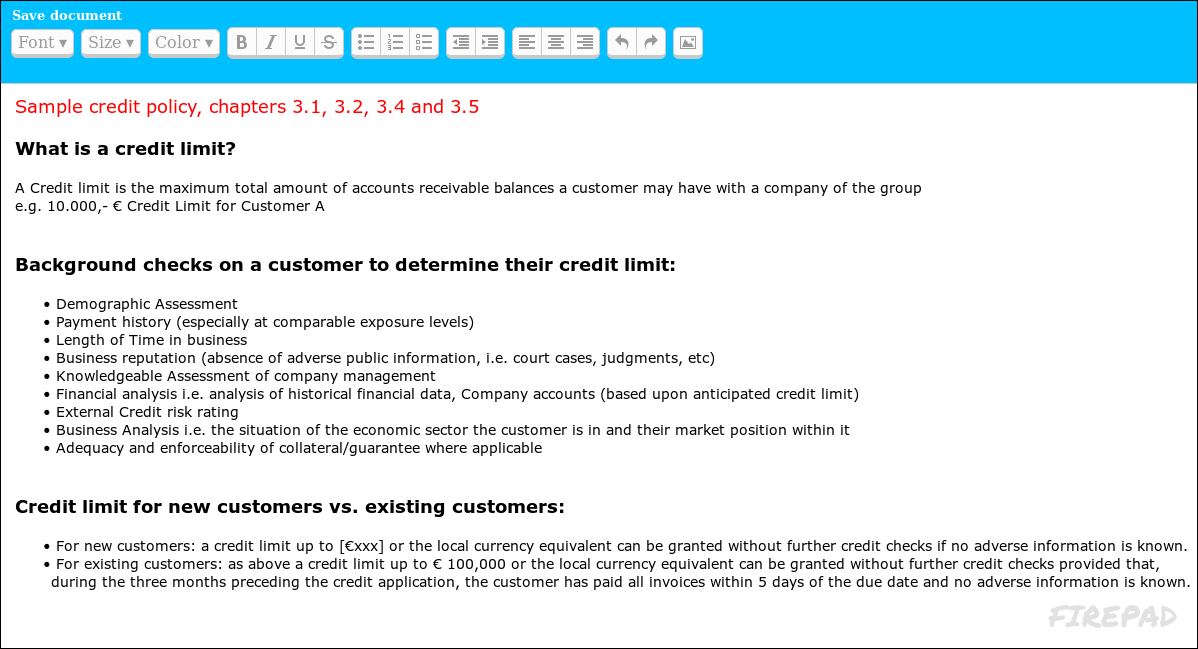 Save document
Font ▾ Size ▾ Color ▾ B I U S
Sample credit policy, chapters 3.1, 3.2, 3.4 and 3.5
What is a credit limit?
A Credit limit is the maximum total amount of accounts receivable balances a customer may have with a company of the group
e.g. 10.000,- € Credit Limit for Customer A
Background checks on a customer to determine their credit limit:
• Demographic Assessment
• Payment history (especially at comparable exposure levels)
• Length of Time in business
• Business reputation (absence of adverse public information, i.e. court cases, judgments, etc)
• Knowledgeable Assessment of company management
• Financial analysis i.e. analysis of historical financial data, Company accounts (based upon anticipated credit limit)
• External Credit risk rating
• Business Analysis i.e. the situation of the economic sector the customer is in and their market position within it
• Adequacy and enforceability of collateral/guarantee where applicable
Credit limit for new customers vs. existing customers:
• For new customers: a credit limit up to [€xxx] or the local currency equivalent can be granted without further credit checks if no adverse information is known.
• For existing customers: as above a credit limit up to € 100,000 or the local currency equivalent can be granted without further credit checks provided that,
during the three months preceding the credit application, the customer has paid all invoices within 5 days of the due date and no adverse information is known.
FIREPAD